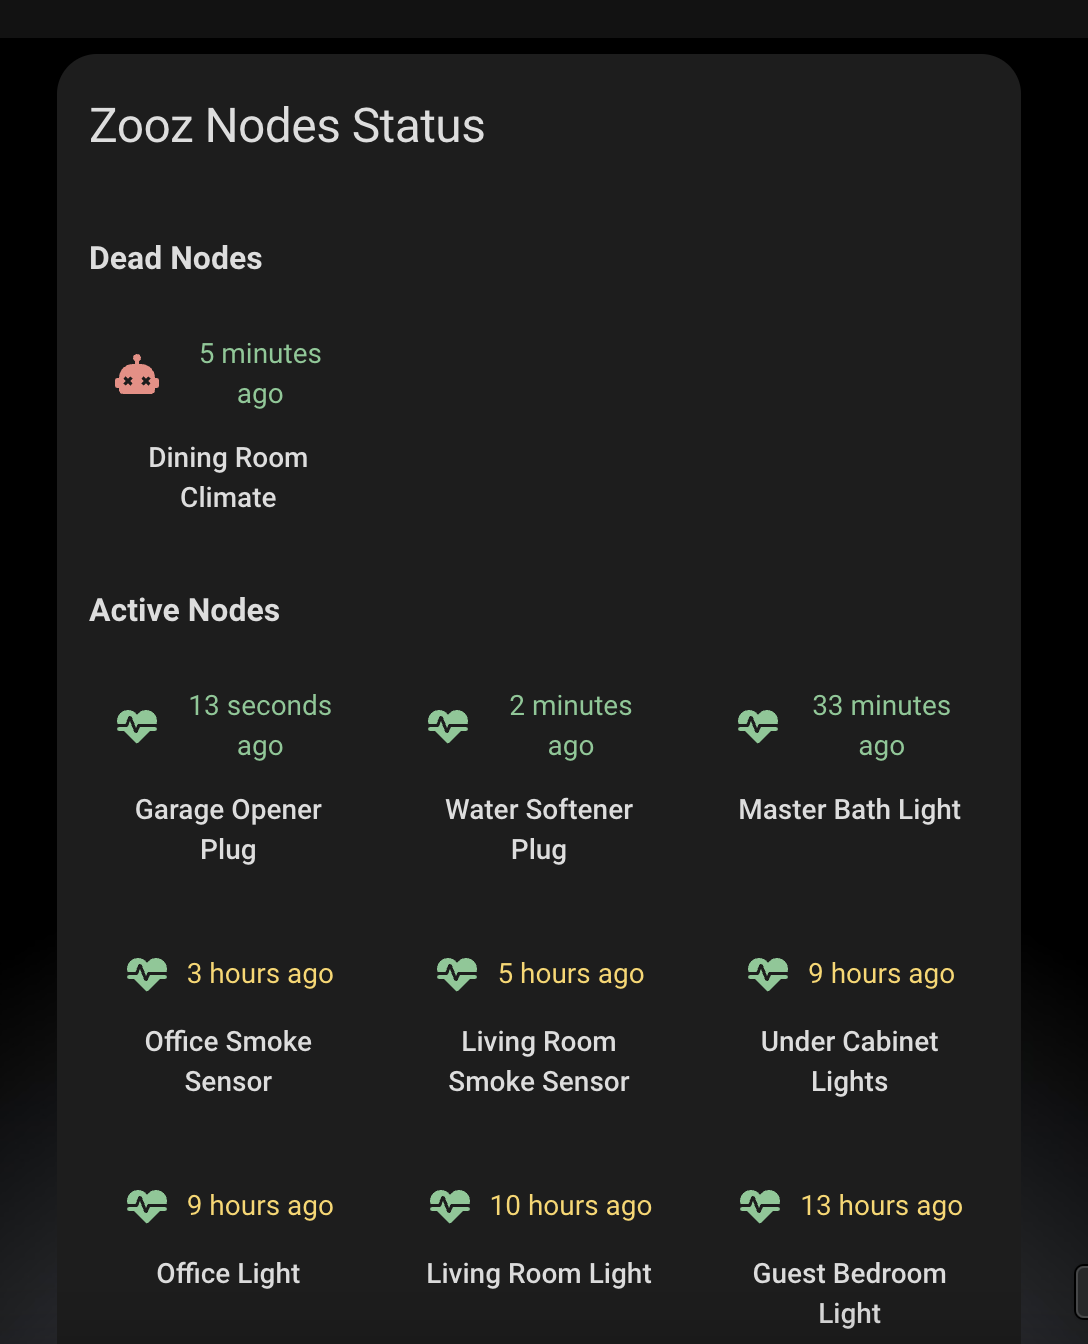 Zooz Nodes Status
Dead Nodes
5 minutes
ago
Dining Room
Climate
Active Nodes
13 seconds
ago
Garage Opener
Plug
2 minutes
ago
Water Softener
Plug
33 minutes
ago
Master Bath Light
3 hours ago
Office Smoke
Sensor
5 hours ago
Living Room
Smoke Sensor
9 hours ago
Under Cabinet
Lights
9 hours ago
Office Light
10 hours ago
Living Room Light
13 hours ago
Guest Bedroom
Light